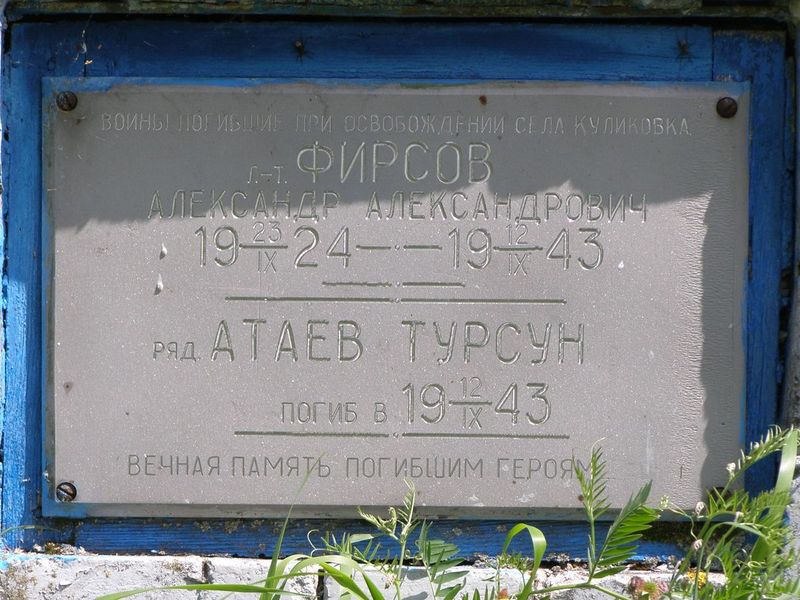 ВОИНЫ ПОГИБШИЕ ПРИ ОСВОБОЖДЕНИИ СЕЛА КУЛИКОВКА
Л-Т. ФИРСОВ
АЛЕКСАНДР АЛЕКСАНДРОВИЧ
19 23/IX 24 — 19 12/IX 43
РЯД. АТАЕВ ТУРСУН
ПОГИБ В 19 12/IX 43
ВЕЧНАЯ ПАМЯТЬ ПОГИБШИМ ГЕРОЯМ